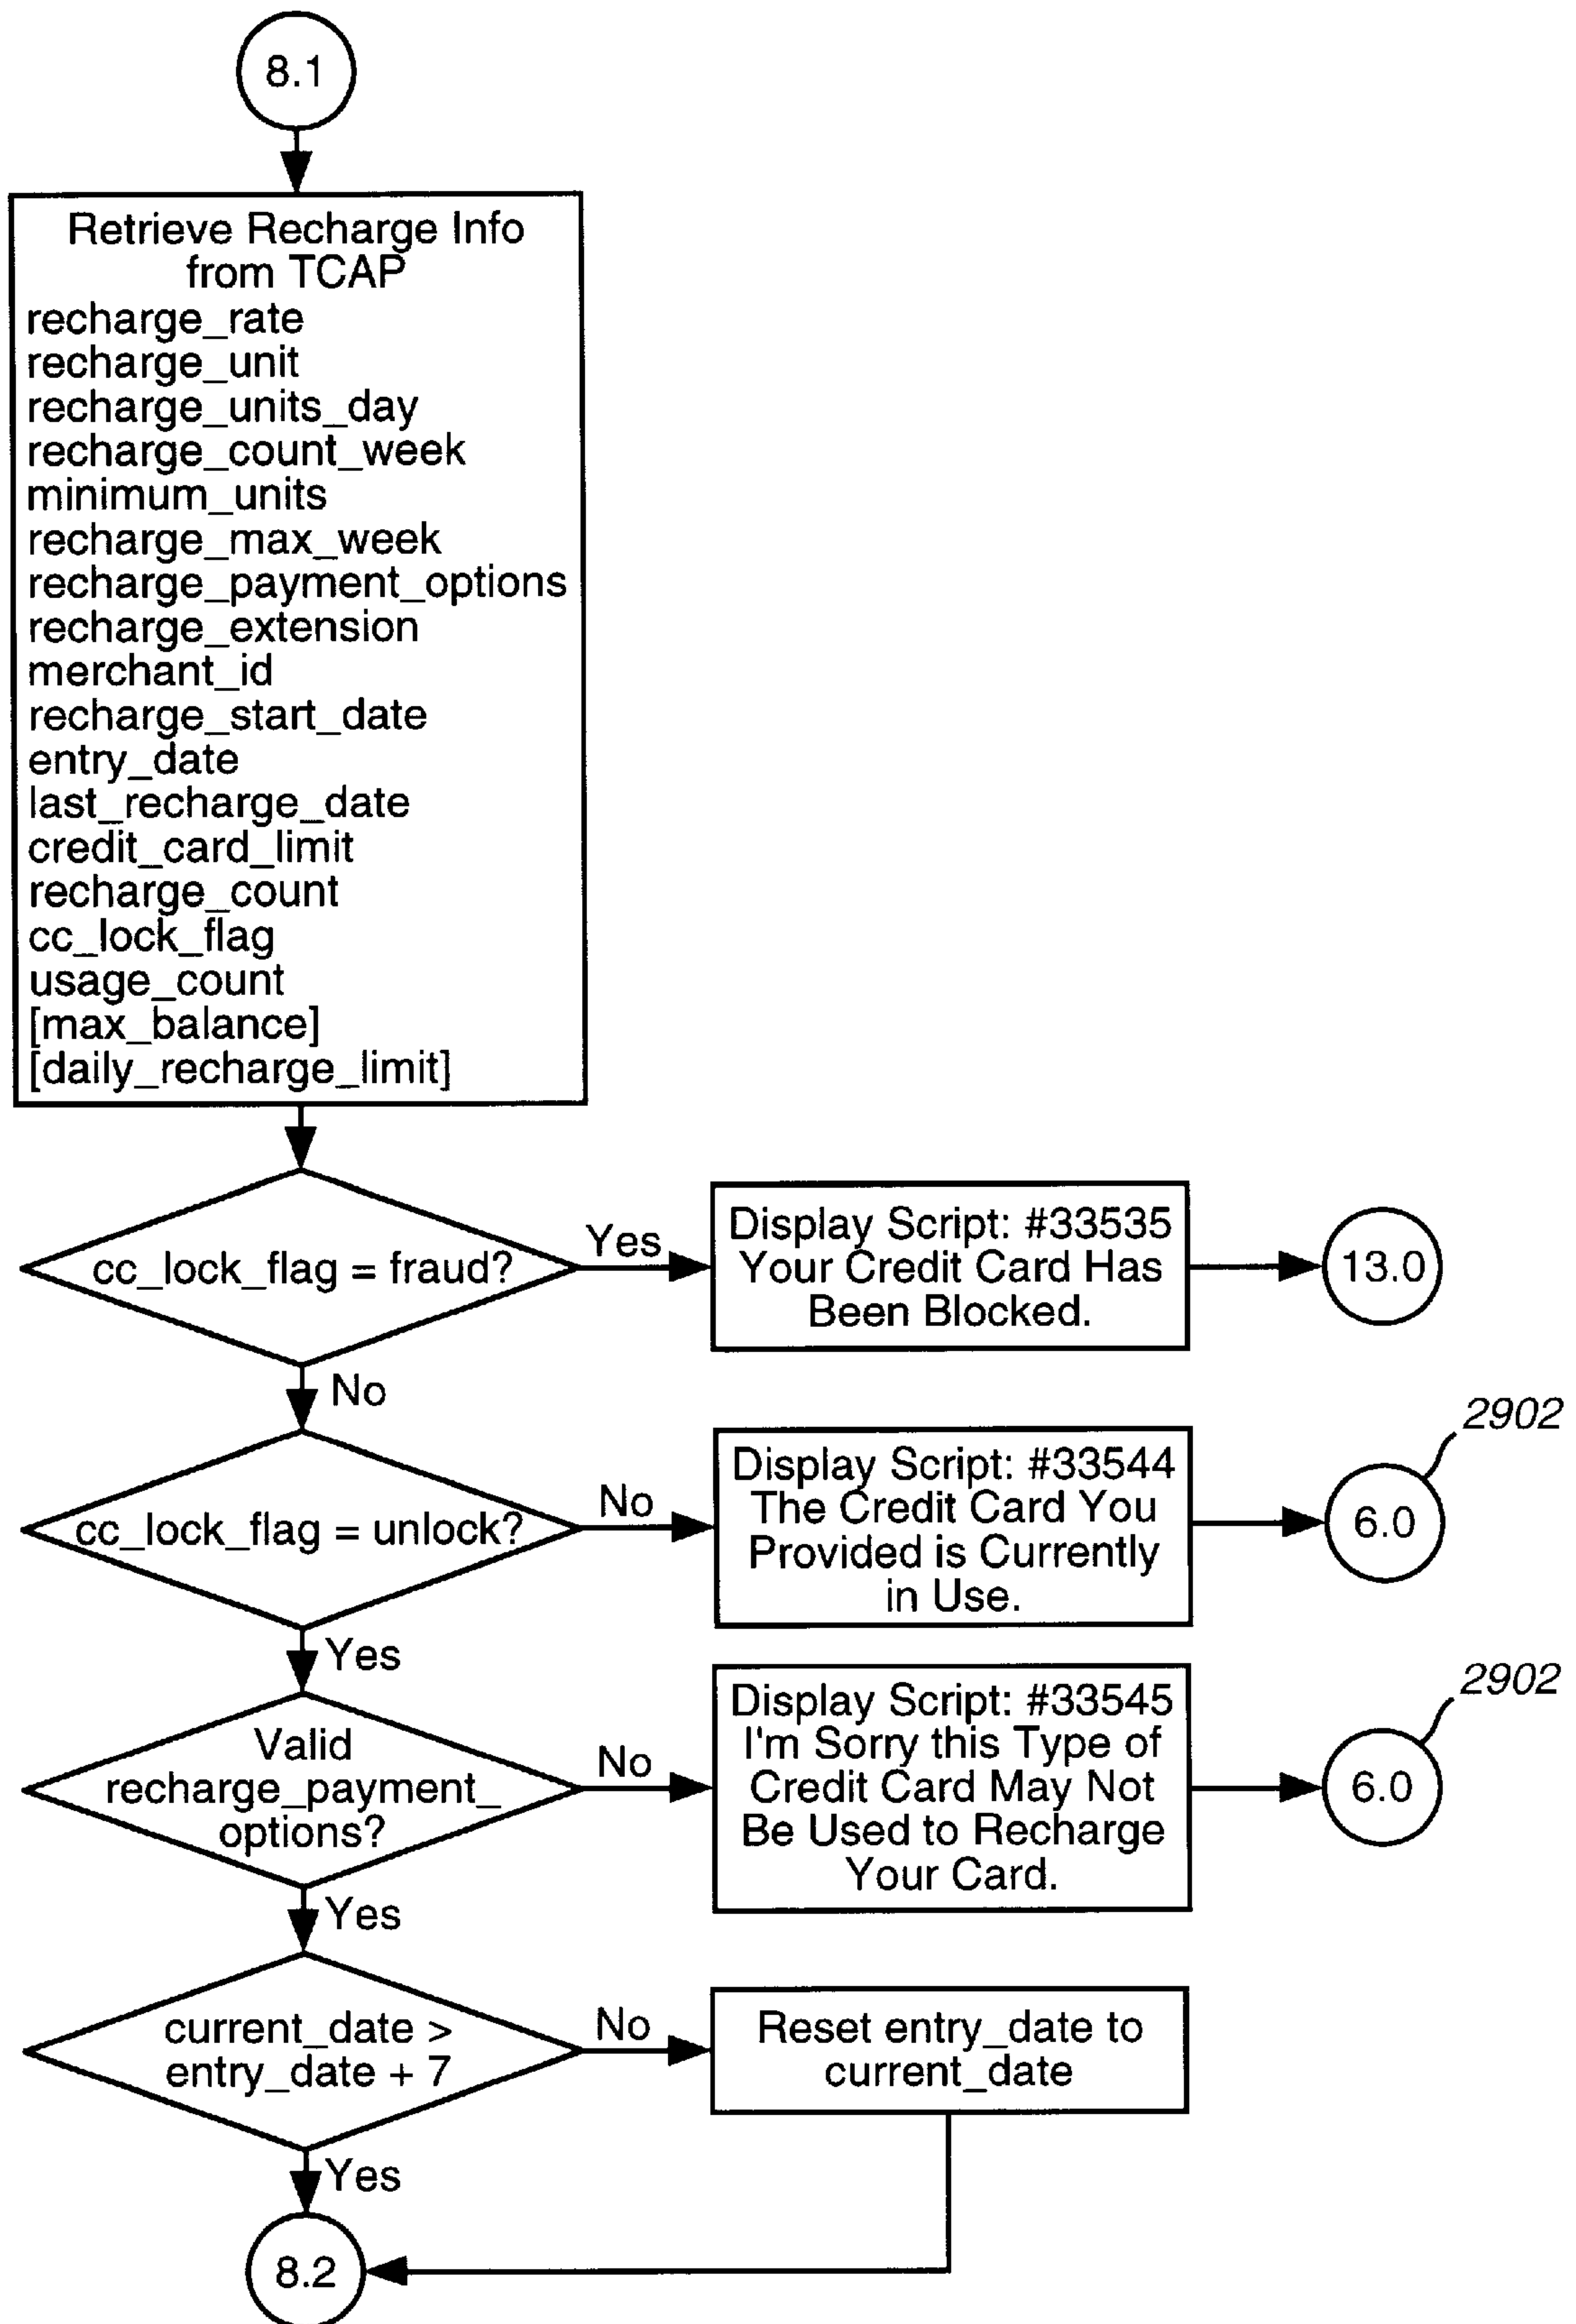 8.1
Retrieve Recharge Info
from TCAP
recharge_rate
recharge_unit
recharge_units_day
recharge_count_week
minimum_units
recharge_max_week
recharge_payment_options
recharge_extension
merchant_id
recharge_start_date
entry_date
last_recharge_date
credit_card_limit
recharge_count
cc_lock_flag
usage_count
[max_balance]
[daily_recharge_limit]
cc_lock_flag = fraud?
Yes
Display Script: #33535
Your Credit Card Has
Been Blocked.
13.0
No
cc_lock_flag = unlock?
No
Display Script: #33544
The Credit Card You
Provided is Currently
in Use.
6.0
2902
Yes
Valid
recharge_payment_
options?
No
Display Script: #33545
I'm Sorry this Type of
Credit Card May Not
Be Used to Recharge
Your Card.
6.0
2902
Yes
current_date >
entry_date + 7
No
Reset entry_date to
current_date
Yes
8.2